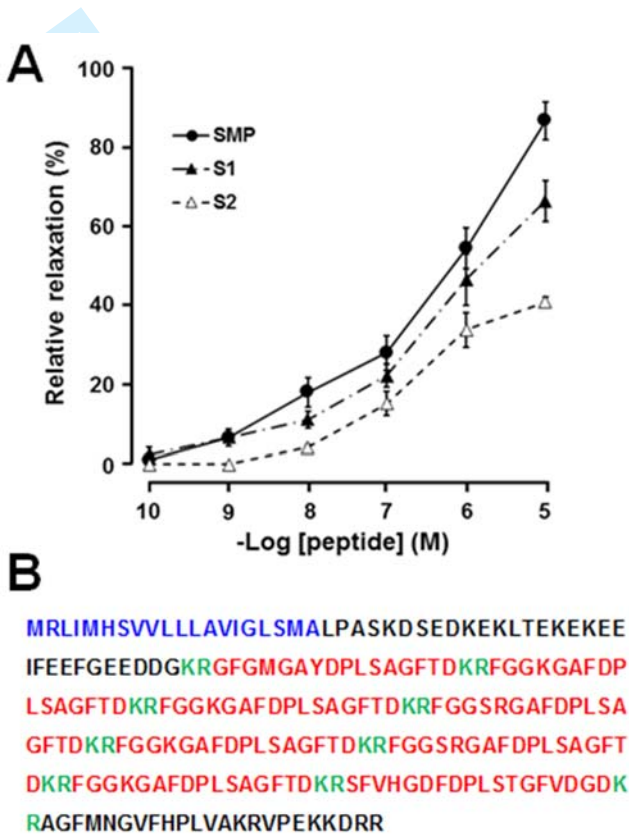 A
100
80
60
40
20
0
Relative relaxation (%)
SMP
S1
S2
10 9 8 7 6 5
-Log [peptide] (M)
B
MRLIMHSVVLLLAVIGLSMALPASKDSEDKEKLTEKEKEE
IFEEFGEEDDGKRGFGMGAYDPLSAGFTDKRFGGKGAFDP
LSAGFTDKRFGGKGAFDPLSAGFTDKRFGGSRGAFDPLSA
GFTDKRFGGKGAFDPLSAGFTDKRFGGSRGAFDPLSAGFT
DKRFGGKGAFDPLSAGFTDKRSFVHGDFDPLSTGFVDGDK
RAGFMNGVFHPLVAKRVPEKKDRR